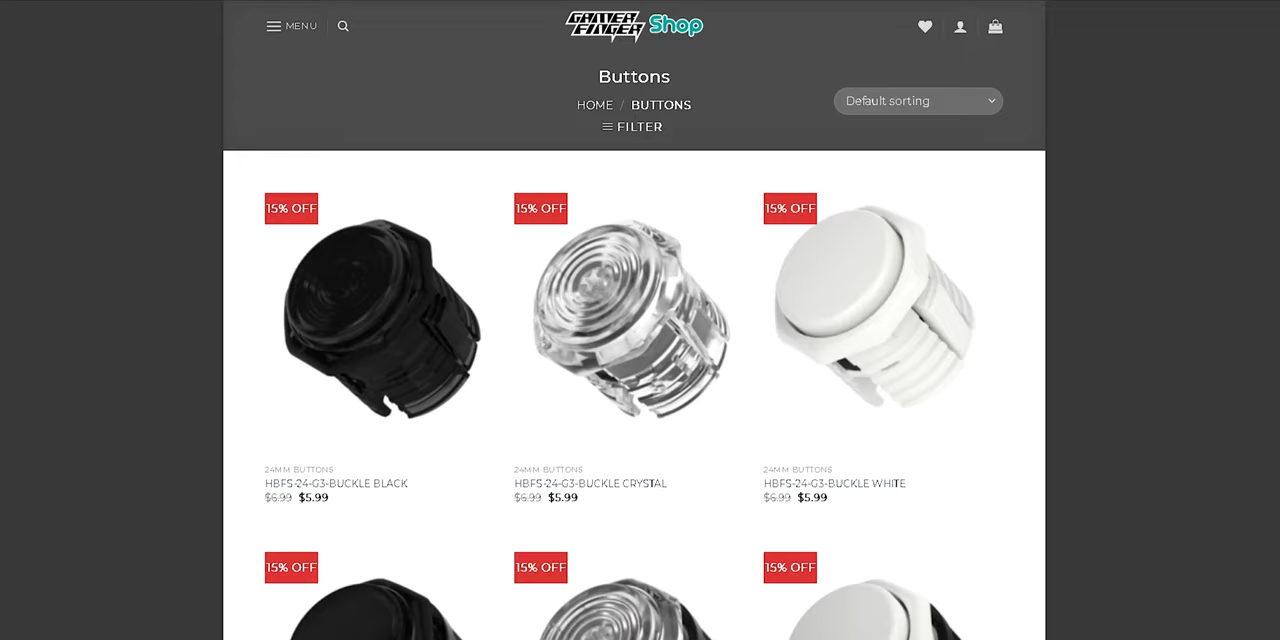 MENU
GAMER FINGER Shop
Buttons
HOME / BUTTONS
FILTER
Default sorting
15% OFF
15% OFF
15% OFF
24MM BUTTONS
HBFS-24-G3-BUCKLE BLACK
$6.99 $5.99
24MM BUTTONS
HBFS-24-G3-BUCKLE CRYSTAL
$6.99 $5.99
24MM BUTTONS
HBFS-24-G3-BUCKLE WHITE
$6.99 $5.99
15% OFF
15% OFF
15% OFF